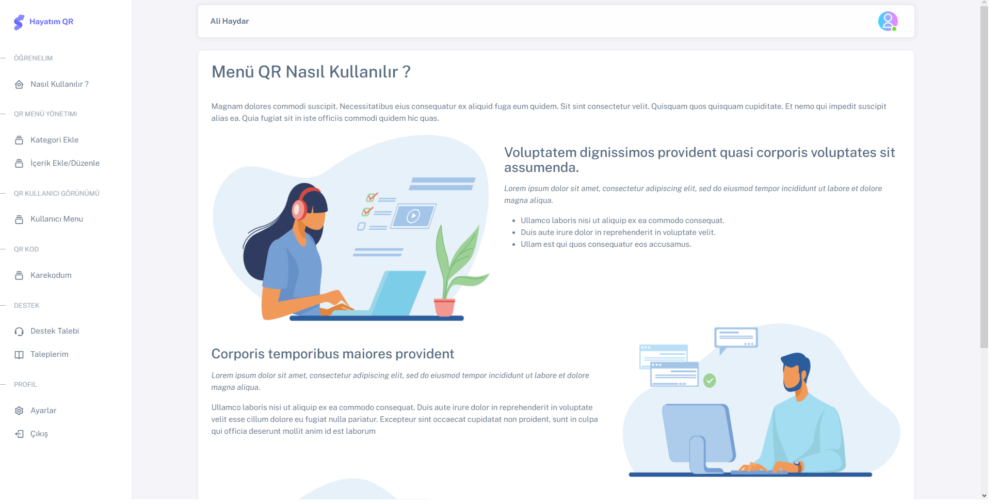 Hayatım QR
ÖĞRENELIM
Nasıl Kullanılır ?
QR MENÜ YÖNETIMI
Kategori Ekle
İçerik Ekle/Düzenle
QR KULLANICI GÖRÜNÜMÜ
Kullanıcı Menu
QR KOD
Karekodum
DESTEK
Destek Talebi
Taleplerim
PROFIL
Ayarlar
Çıkış
Ali Haydar
Menü QR Nasıl Kullanılır ?
Magnam dolores commodi suscipit. Necessitatibus eius consequatur ex aliquid fuga eum quidem. Sit sint consectetur velit. Quisquam quos quisquam cupiditate. Et nemo qui impedit suscipit
alias ea. Quia fugiat sit in iste officiis commodi quidem hic quas.
Voluptatem dignissimos provident quasi corporis voluptates sit
assumenda.
Lorem ipsum dolor sit amet, consectetur adipiscing elit, sed do eiusmod tempor incididunt ut labore et dolore
magna aliqua.
Ullamco laboris nisi ut aliquip ex ea commodo consequat.
Duis aute irure dolor in reprehenderit in voluptate velit.
Ullam est qui quos consequatur eos accusamus.
Corporis temporibus maiores provident
Lorem ipsum dolor sit amet, consectetur adipiscing elit, sed do eiusmod tempor incididunt ut labore et dolore
magna aliqua.
Ullamco laboris nisi ut aliquip ex ea commodo consequat. Duis aute irure dolor in reprehenderit in voluptate
velit esse cillum dolore eu fugiat nulla pariatur. Excepteur sint occaecat cupidatat non proident, sunt in culpa
qui officia deserunt mollit anim id est laborum